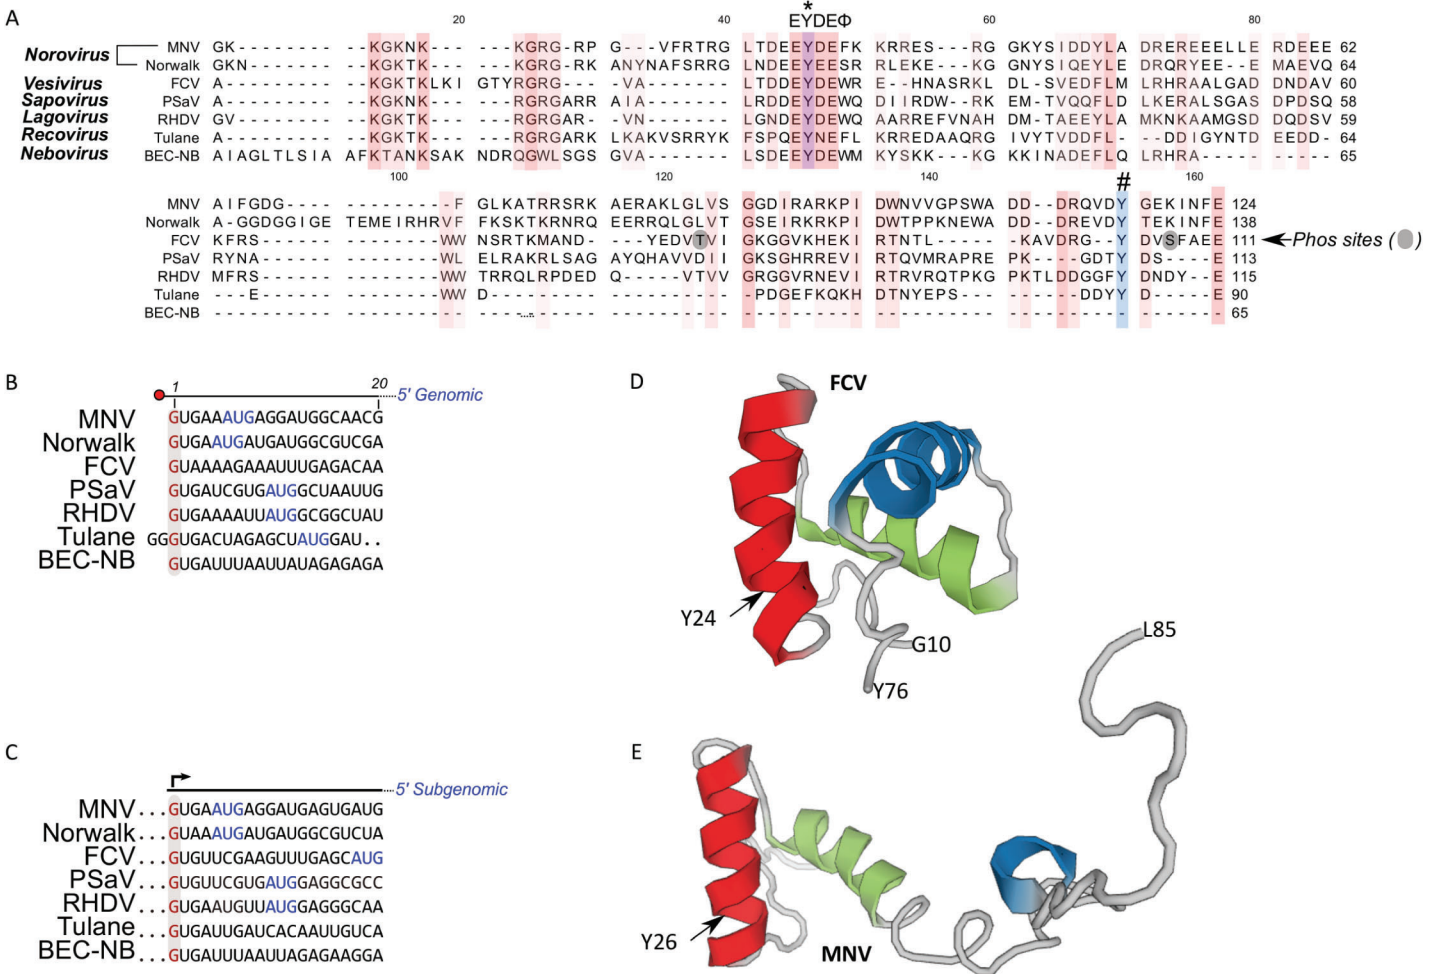 A
20 40 60 80
*
EYDEΦ
Norovirus MNV GK- - - - - - - - - - KGKNK - - - - - KGRG-RP G- - -VFRTRG LTDEEYDEFK KRRES- -RG GKYSIDDYLA DREREEELLE RDEEE 62
Norwalk GKN- - - - - - - - - KGKTK - - - - - KGRG-RK ANYNAFSRRG LNDEEYEESR RLEKE- -KG GNYSIQEYLE DRQRYEE- -E MAEVQ 64
Vesivirus FCV A- - - - - - - - - - - KGKTKLKI GTYRGRG- - - -VN- - - - - - LTDDEYDEWR E- -HNASRKL DL-SVEDFLM LRHRAALGAD DNDAV 60
Sapovirus PSaV A- - - - - - - - - - - KGKNK- - - - - - -GRGARR AIA- - - - - - - LRDDEYDEWQ DIIRDW- -RK EM-TVQQFLD LKERALSGAS DPDSQ 58
Lagovirus RHDV GV- - - - - - - - - - KGKTK- - - - - - -GRGAR- -VN- - - - - - - LTDDEYDEWQ AARREFVNAH DM-TAEEYLA MKNKAAMGSD DQDSV 59
Recovirus Tulane A- - - - - - - - - - - KGKTK- - - - - - -GRGARK LKAKVSRRYK FSPQEYNEFL KRREDAAQRG IVYTVDDFL- - -DDIGYNTD EEDD- 64
Nebovirus BEC-NB AIAGLTLSIA AFKTANKSAK NDRQGWLSGS GVA- - - - - - - LSDEEYDEWM KYSKK- -KG KKINADEFLQ LRHRA- - - - - - - - - - 65
100 120 140 # 160
MNV AIFGDG- - - - - - - - - - - - - -F GLKATRRSRK AERAKLGLVS GGDIRARKPI DWNVVGPSWA DD- -DRQVDY GEKINFE 124
Norwalk A-GGDGGIGE TEMEIRHRVF FGSKTKRNRQ EERRQLGLVT GSEIRKRKPI DWTPPKNEWA DD- -DREVDY TEKINFE 138
FCV KFRS- - - - - - - - - - - - - - WW NSRTKMAND- - - -YEDVTVI GKGGVKHEKI RTNTL- - - - - -KAVDRG-Y DVSFAEE 111 Phos sites ( )
PSaV RYNA- - - - - - - - - - - - - - WL ELRAKRLSAG AYQHAVVDII GKSGHRREVI RTQVMRAPRE PK- - -GDGTY DS- - - -E 113
RHDV MFRS- - - - - - - - - - - - - - WW TRRQLRPDED Q- - - - -VTVV GRGGVRREVI RTRVRQTPKG PKTLDDGGFY DNDY- -E 115
Tulane - - -E- - - - - - - - - - - - - - WW D- - - - - - - - - - - - - - - - - - - -PDGEFKQKH DTNYEPS- - - - - - - -DDYY D- - - - -E 90
BEC-NB - - - - - - - - - - - - - - - - - - - - - - - - - - - - - - - - - - - - - - - - - - - - - - - - - - - - - - - - - - - - - - - - 65
B
1 20 5' Genomic
MNV GUGAAAUGAGGAUGGCAACG
Norwalk GUGAAUGAUGAUGGCGUCGA
FCV GUAAAAGAAAUUUGAGACAA
PSaV GUGAUCGUGAUGGCUAAUUG
RHDV GUGAAAAUUAUGGCGGCUAU
Tulane GGGUGACUAGAGCUAUGGAU..
BEC-NB GUGAUUUAAUUAUAGAGAGA
C
5' Subgenomic
MNV...GUGAAUGAGGAUGAGUGAUG
Norwalk...GUAAAUGAUGAUGGCGUCUA
FCV...GUGUUCGAAGUUUGAGCAUG
PSaV...GUGUUCGUGAUGGAGGCGCC
RHDV...GUGAAUGUUAUGGAGGGCAA
Tulane...GUGAUUGAUCACAAUUGUCA
BEC-NB...GUGAUUUAAUUAGAGAAGGA
D
FCV
Y24
G10
Y76
L85
E
Y26
MNV